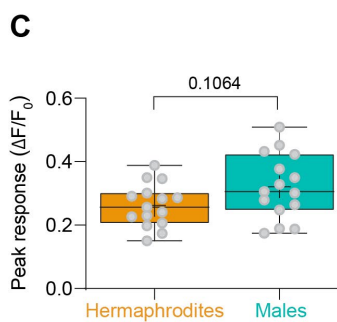 C
0.1064
Peak response (ΔF/F₀)
0.6
0.4
0.2
0.0
Hermaphrodites Males